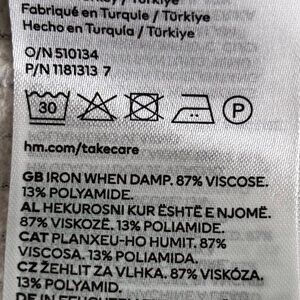 Türkiye
Fabriqué en Turquie / Türkiye
Hecho en Turquía / Türkiye
O/N 510134
P/N 1181313 7
30 P
hm.com/takecare
GB IRON WHEN DAMP. 87% VISCOSE.
13% POLYAMIDE.
AL HEKUROSNI KUR ËSHTË E NJOMË.
87% VISKOZË. 13% POLIAMIDE.
CAT PLANXEU-HO HUMIT. 87%
VISCOSA. 13% POLIAMIDA.
CZ ŽEHLIT ZA VLHKA. 87% VISKÓZA.
13% POLYAMID.